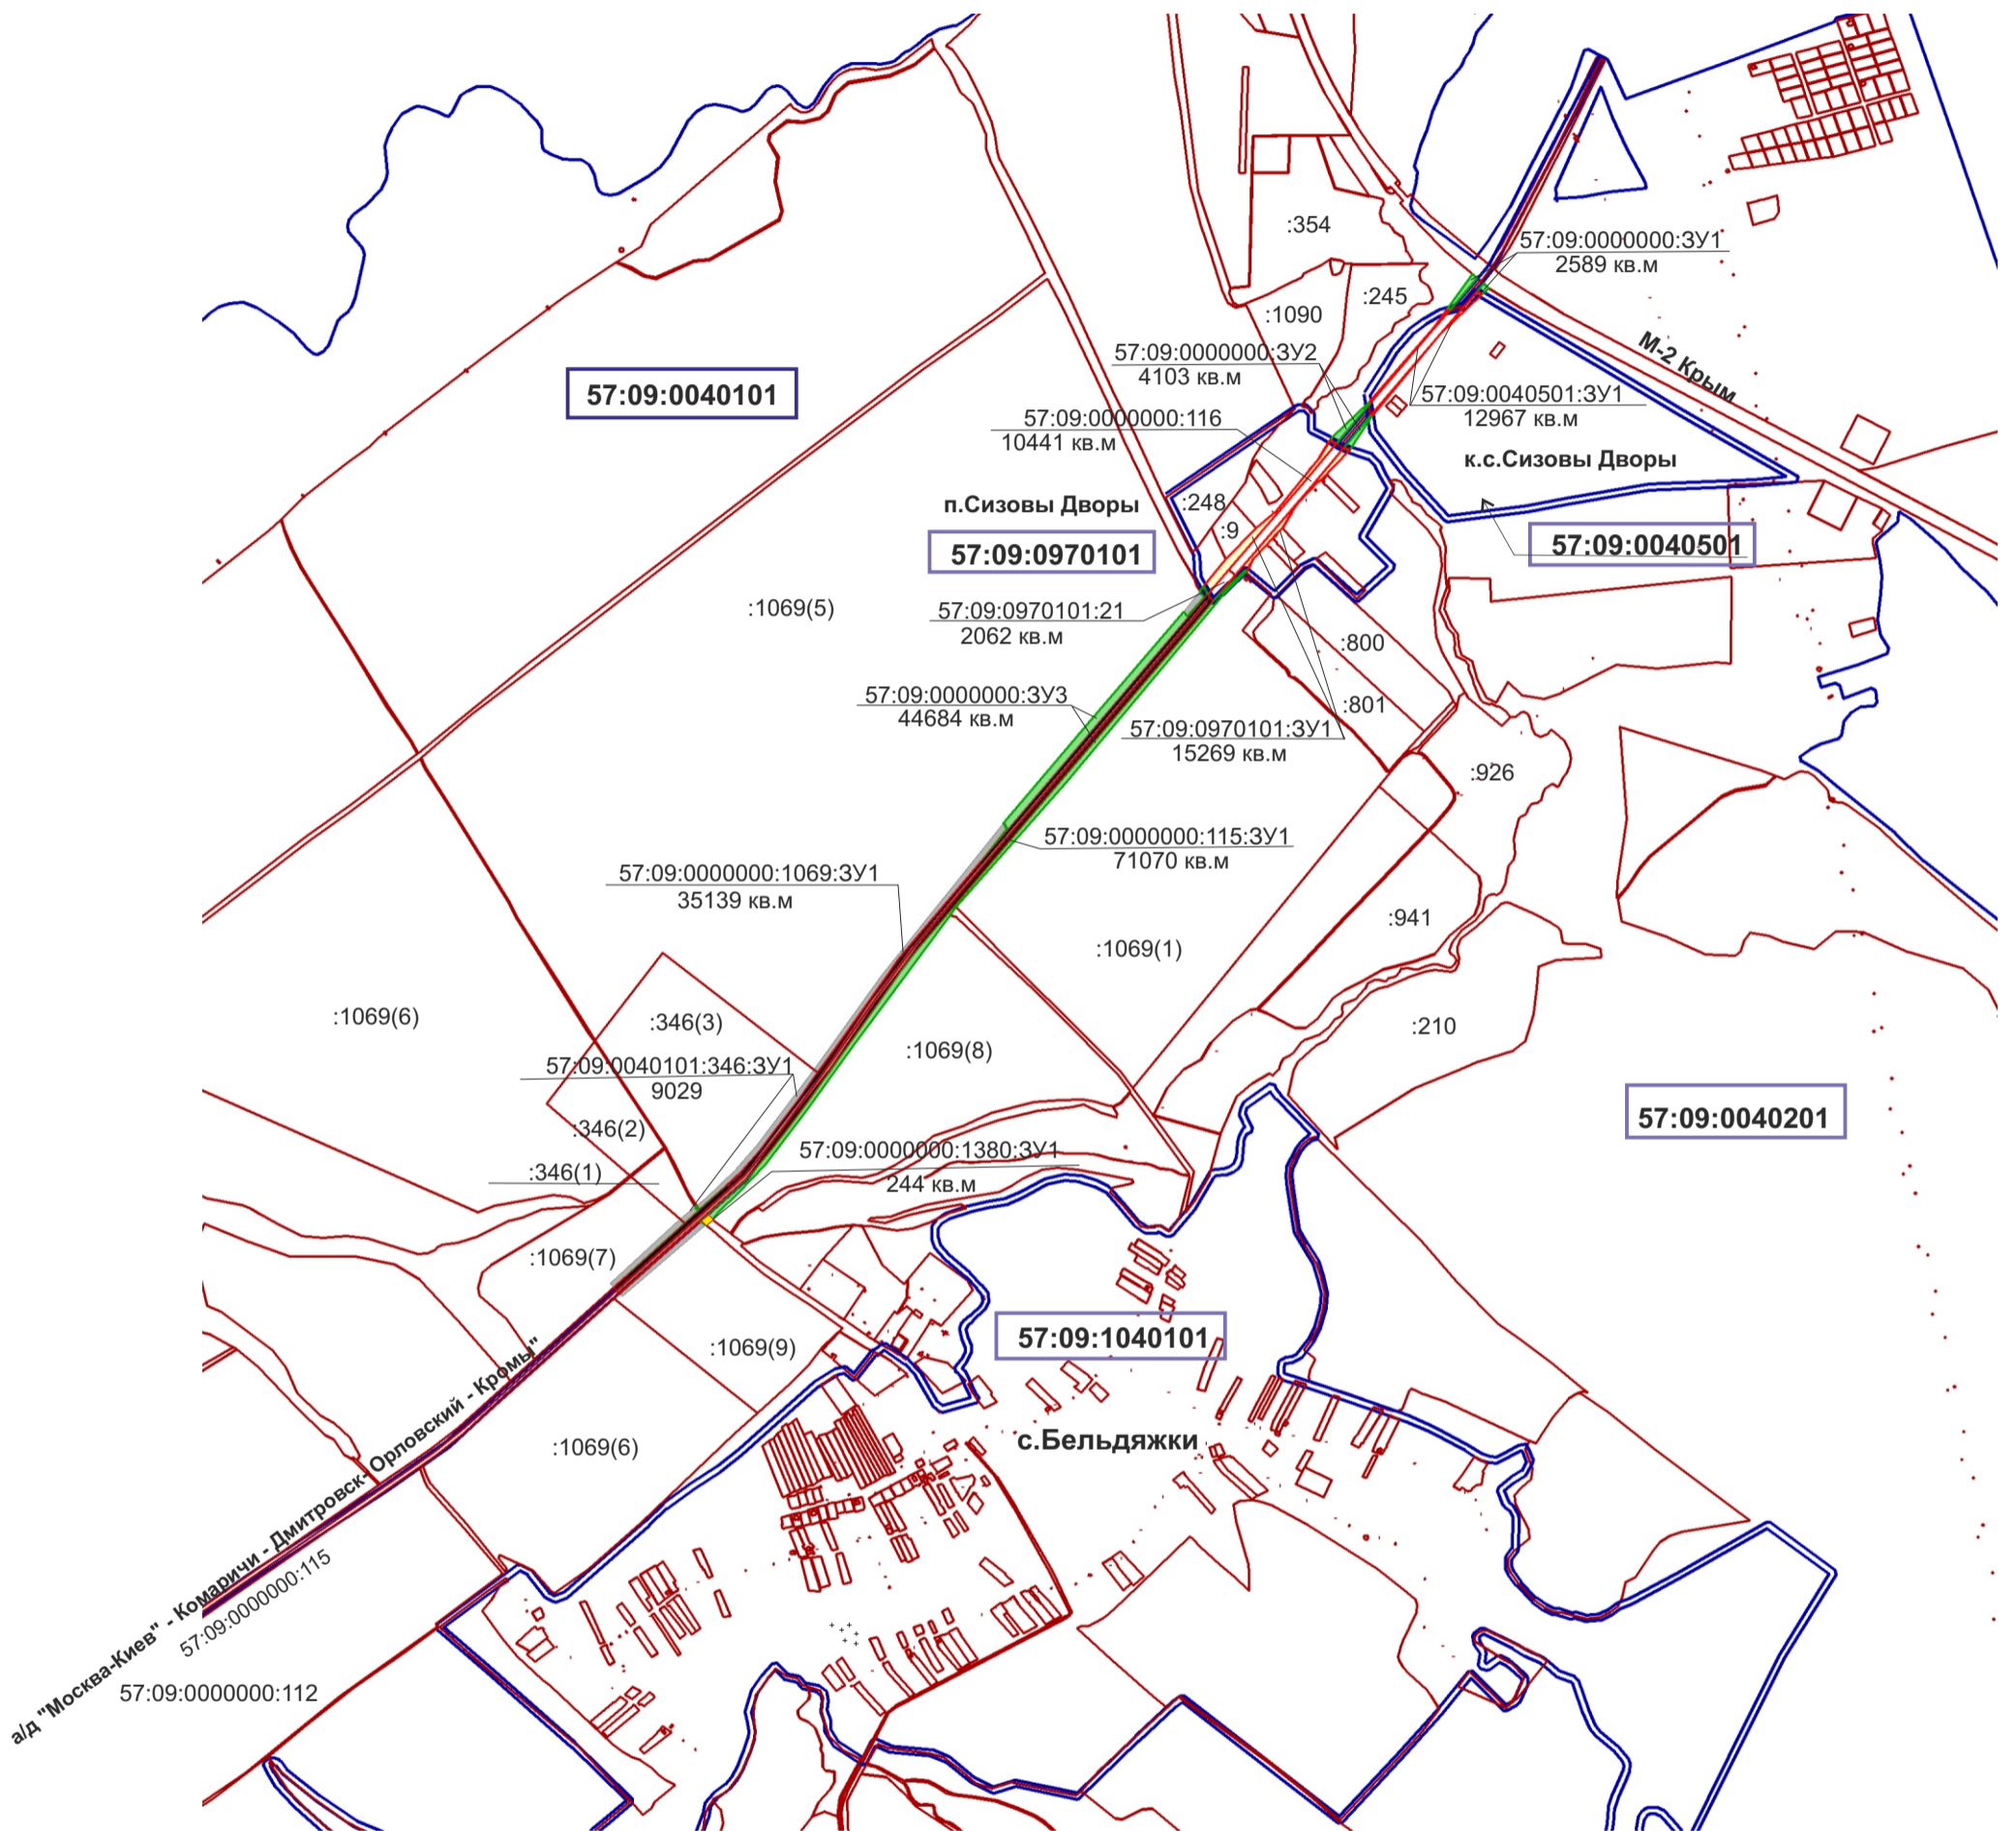 :354
57:09:0000000:ЗУ1
2589 кв.м
:245
:1090
М-2 Крым
57:09:0000000:ЗУ2
4103 кв.м
57:09:0040101
57:09:0040501:ЗУ1
12967 кв.м
57:09:0000000:116
10441 кв.м
к.с.Сизовы Дворы
п.Сизовы Дворы
:248
:9
57:09:0970101
57:09:0040501
:1069(5)
57:09:0970101:21
2062 кв.м
:800
57:09:0000000:ЗУ3
44684 кв.м
:801
57:09:0970101:ЗУ1
15269 кв.м
:926
57:09:0000000:115:ЗУ1
71070 кв.м
57:09:0000000:1069:ЗУ1
35139 кв.м
:941
:1069(1)
:1069(6)
:346(3)
:210
:1069(8)
57:09:0040101:346:ЗУ1
9029
57:09:0040201
:346(2)
57:09:0000000:1380:ЗУ1
244 кв.м
:346(1)
:1069(7)
57:09:1040101
:1069(9)
с.Бельдяжки
:1069(6)
а/д "Москва-Киев" - Комаричи - Дмитровск- Орловский - Кромы"
57:09:0000000:115
57:09:0000000:112